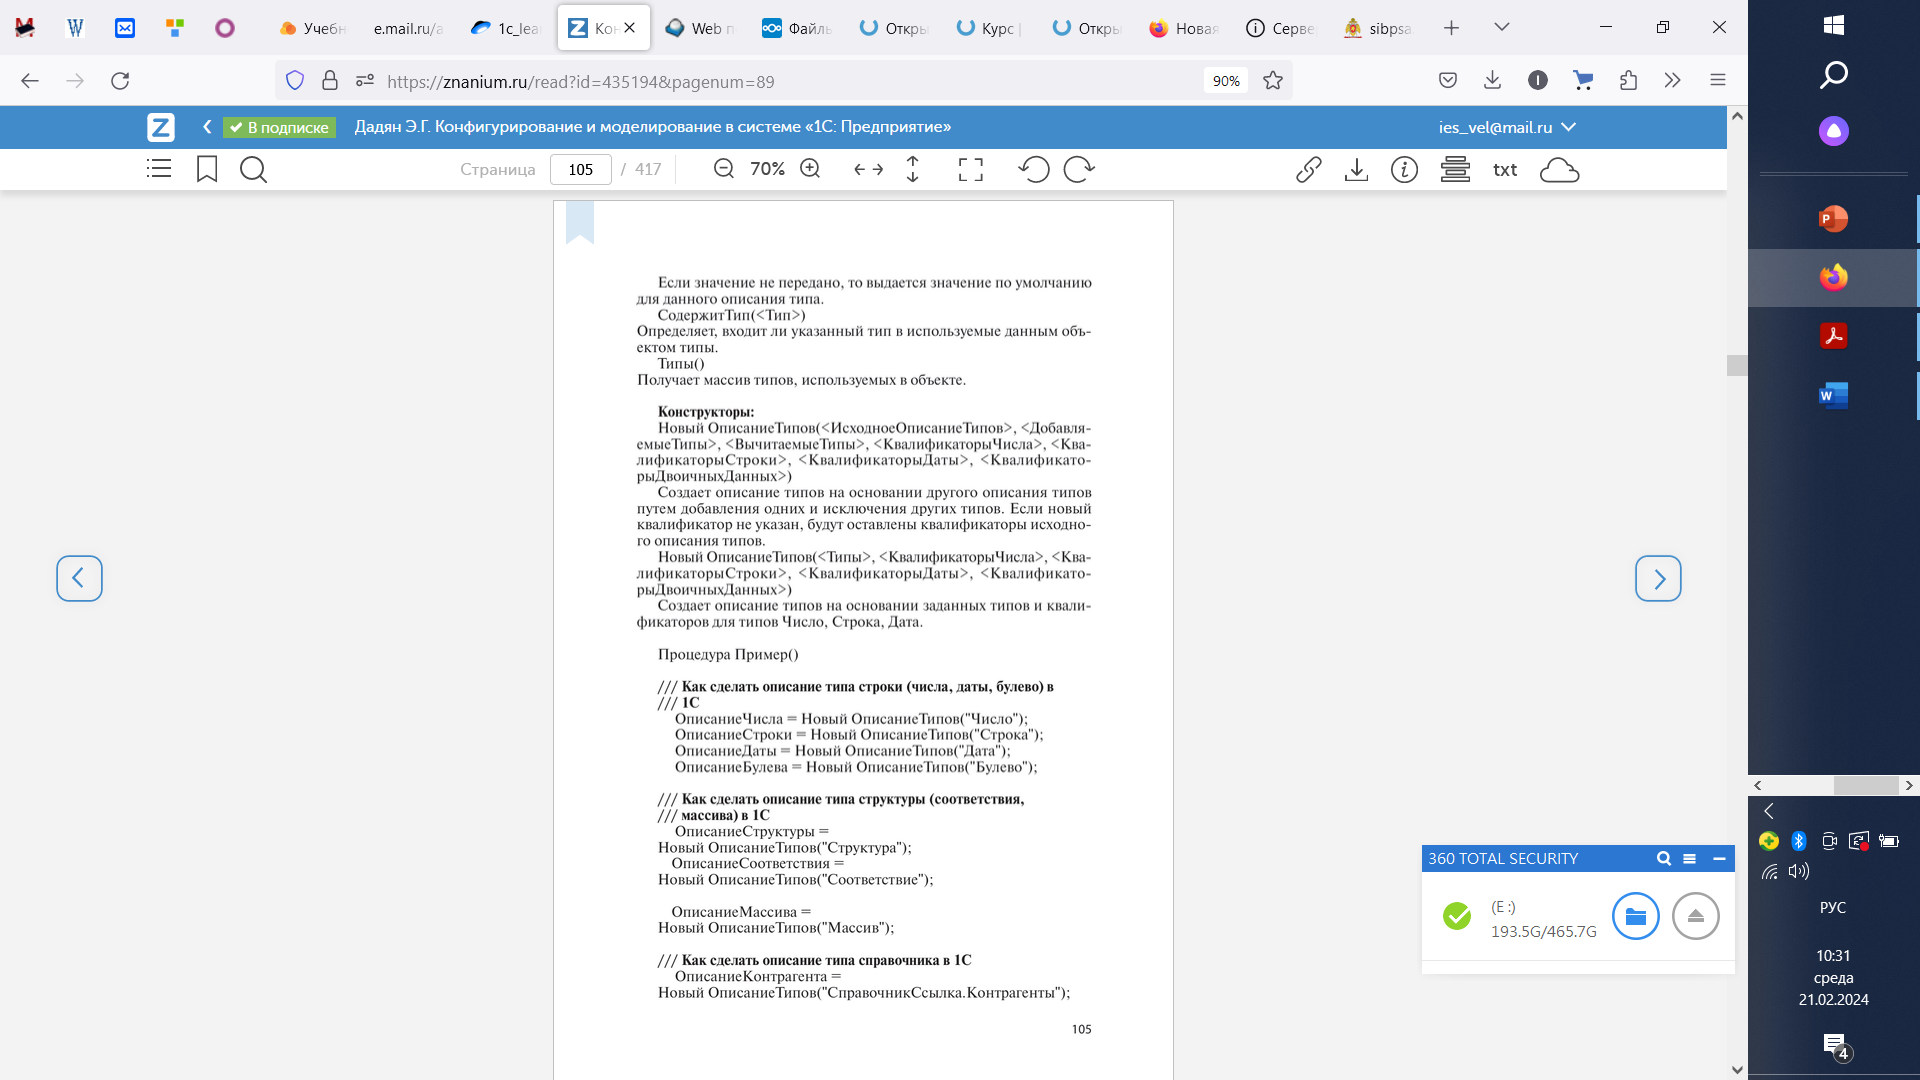 Учебн
e.mail.ru/a
1c_lear
Кон
Web п
Файль
Откры
Курс |
Откры
Новая
Серве
sibpsa
https://znanium.ru/read?id=435194&pagenum=89
90%
В подписке
Дадян Э.Г. Конфигурирование и моделирование в системе «1С: Предприятие»
ies_vel@mail.ru
Страница 105 / 417
70%
txt
Если значение не передано, то выдается значение по умолчанию
для данного описания типа.
СодержитТип(<Тип>)
Определяет, входит ли указанный тип в используемые данным объ-
ектом типы.
Типы()
Получает массив типов, используемых в объекте.
Конструкторы:
Новый ОписаниеТипов(<ИсходноеОписаниеТипов>, <Добавля-
емыеТипы>, <ВычитаемыеТипы>, <КвалификаторыЧисла>, <Ква-
лификаторыСтроки>, <КвалификаторыДаты>, <Квалификато-
рыДвоичныхДанных>)
Создает описание типов на основании другого описания типов
путем добавления одних и исключения других типов. Если новый
квалификатор не указан, будут оставлены квалификаторы исходно-
го описания типов.
Новый ОписаниеТипов(<Типы>, <КвалификаторыЧисла>, <Ква-
лификаторыСтроки>, <КвалификаторыДаты>, <Квалификато-
рыДвоичныхДанных>)
Создает описание типов на основании заданных типов и квали-
фикаторов для типов Число, Строка, Дата.
Процедура Пример()
/// Как сделать описание типа строки (числа, даты, булево) в
/// 1С
ОписаниеЧисла = Новый ОписаниеТипов("Число");
ОписаниеСтроки = Новый ОписаниеТипов("Строка");
ОписаниеДаты = Новый ОписаниеТипов("Дата");
ОписаниеБулева = Новый ОписаниеТипов("Булево");
/// Как сделать описание типа структуры (соответствия,
/// массива) в 1С
ОписаниеСтруктуры =
Новый ОписаниеТипов("Структура");
ОписаниеСоответствия =
Новый ОписаниеТипов("Соответствие");
ОписаниеМассива =
Новый ОписаниеТипов("Массив");
/// Как сделать описание типа справочника в 1С
ОписаниеКонтрагента =
Новый ОписаниеТипов("СправочникСсылка.Контрагенты");
105
360 TOTAL SECURITY
(E:)
193.5G/465.7G
РУС
10:31
среда
21.02.2024
4